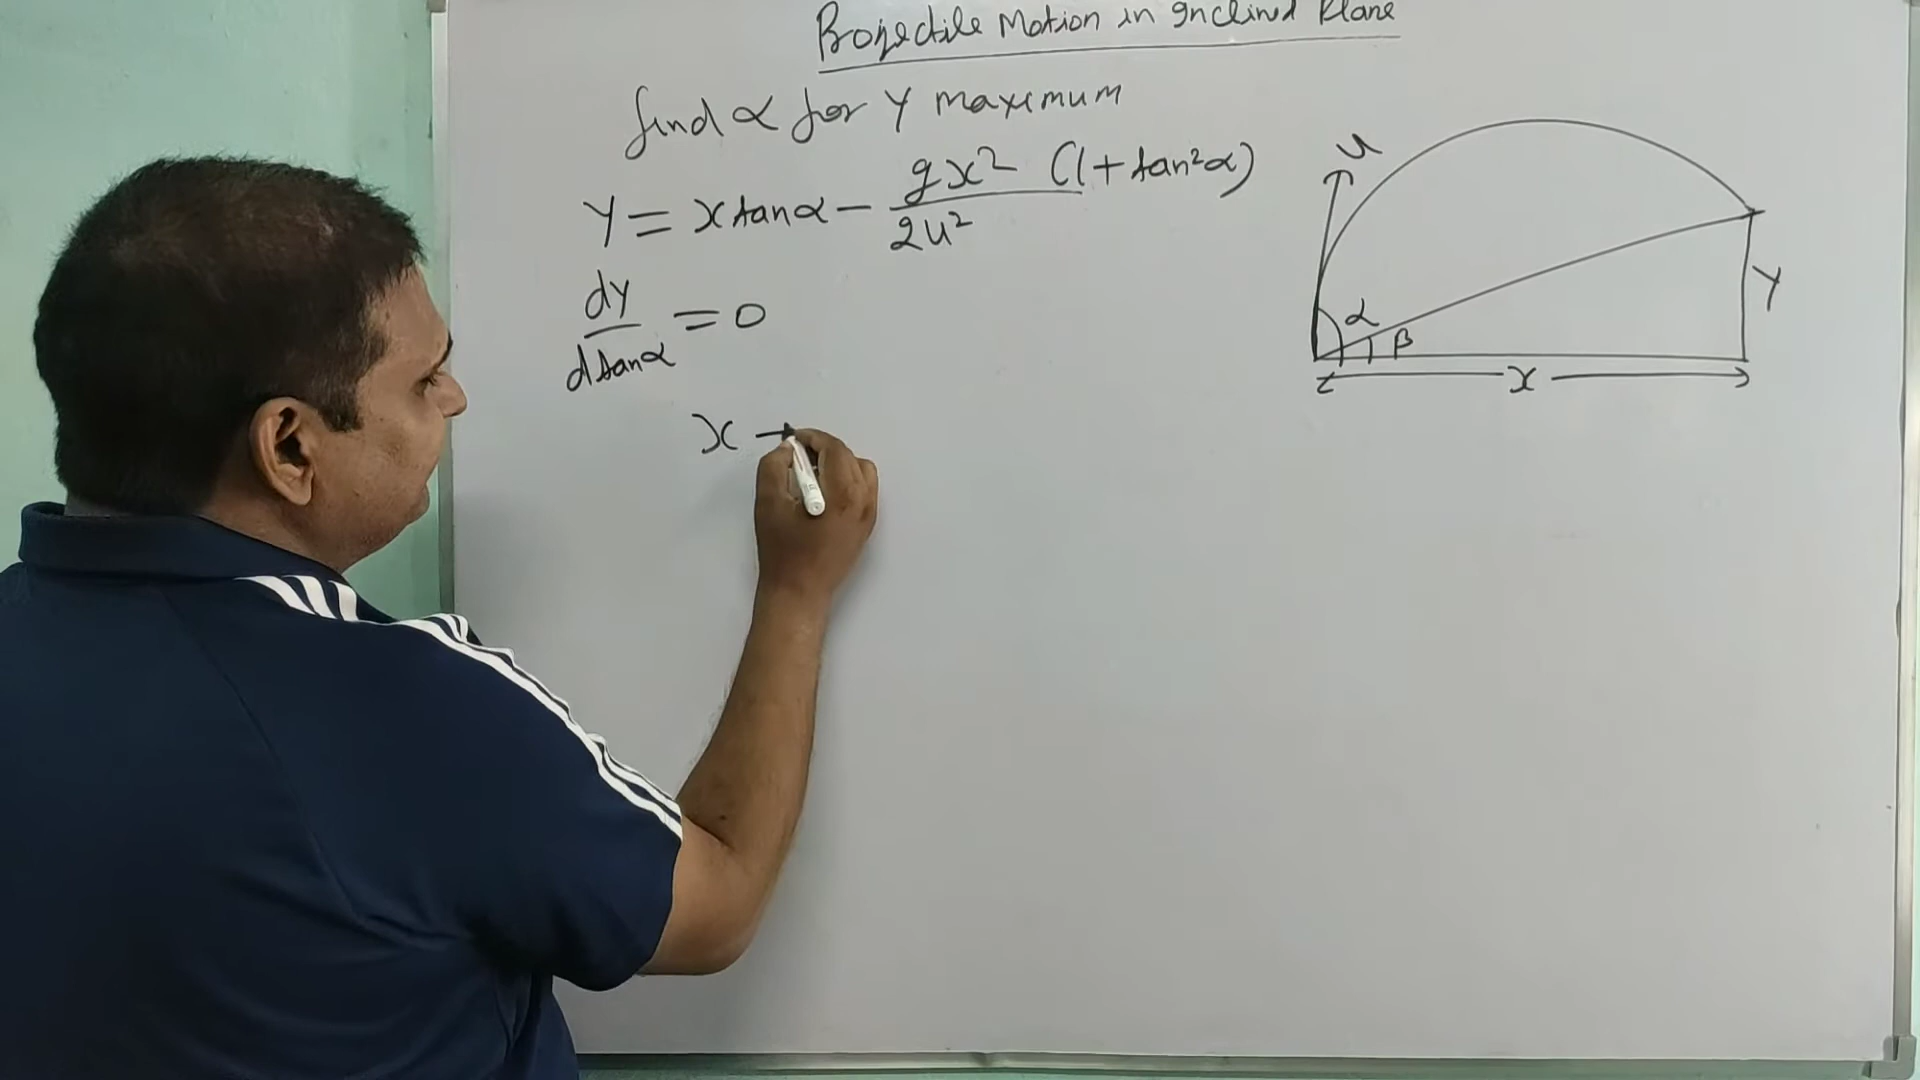 Projectile Motion in Inclined Plane
find α for Y maximum
Y = x tanα - gx² (1 + tan²α)
2u²
dy
dtanα = 0
x -
u
α
β
Y
x